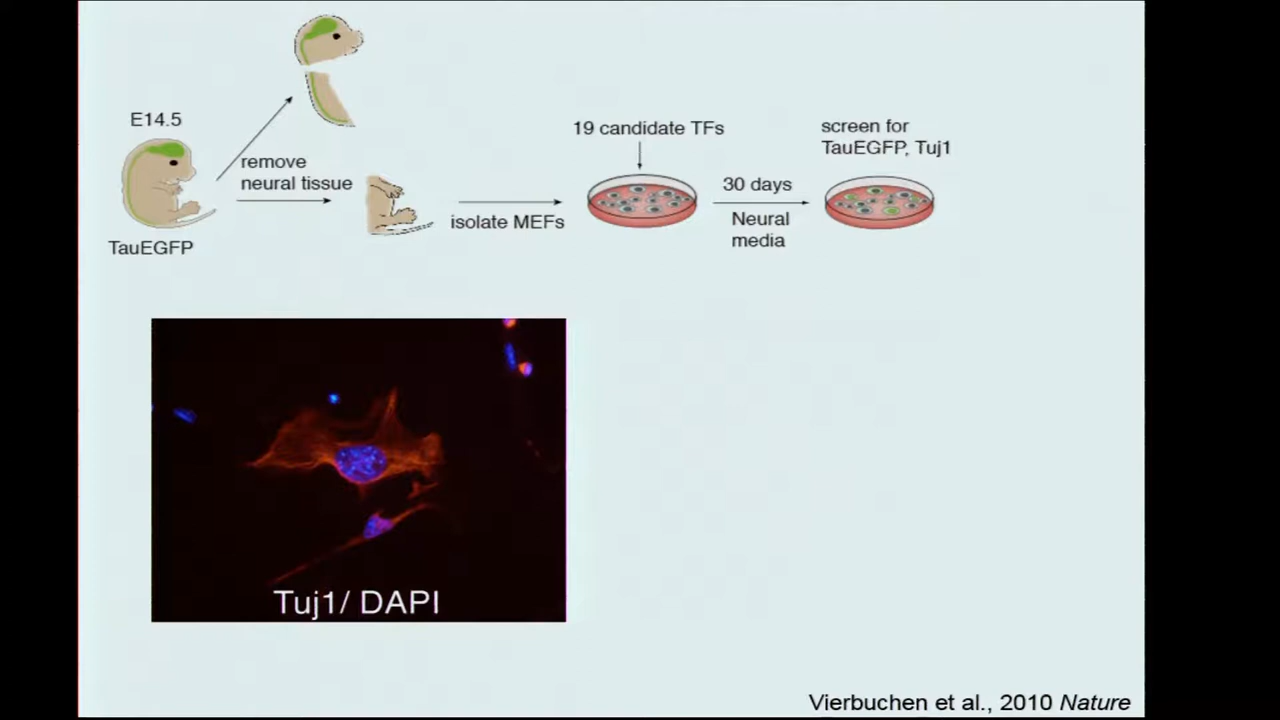 E14.5
TauEGFP
remove
neural tissue
isolate MEFs
19 candidate TFs
30 days
Neural
media
screen for
TauEGFP, Tuj1
Tuj1/ DAPI
Vierbuchen et al., 2010 Nature